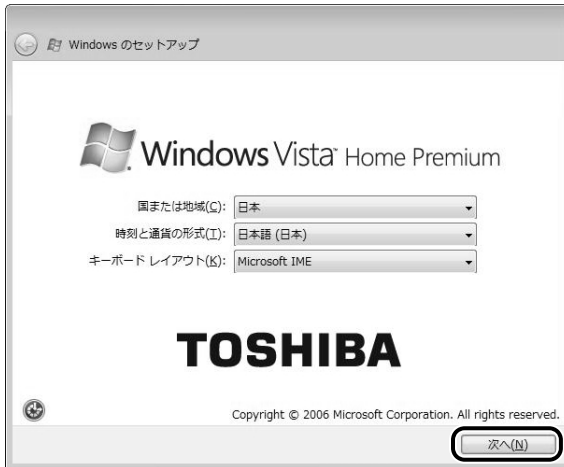 Windows のセットアップ
Windows Vista™ Home Premium
国または地域(C): 日本
時刻と通貨の形式(T): 日本語 (日本)
キーボード レイアウト(K): Microsoft IME
TOSHIBA
Copyright © 2006 Microsoft Corporation. All rights reserved.
次へ(N)